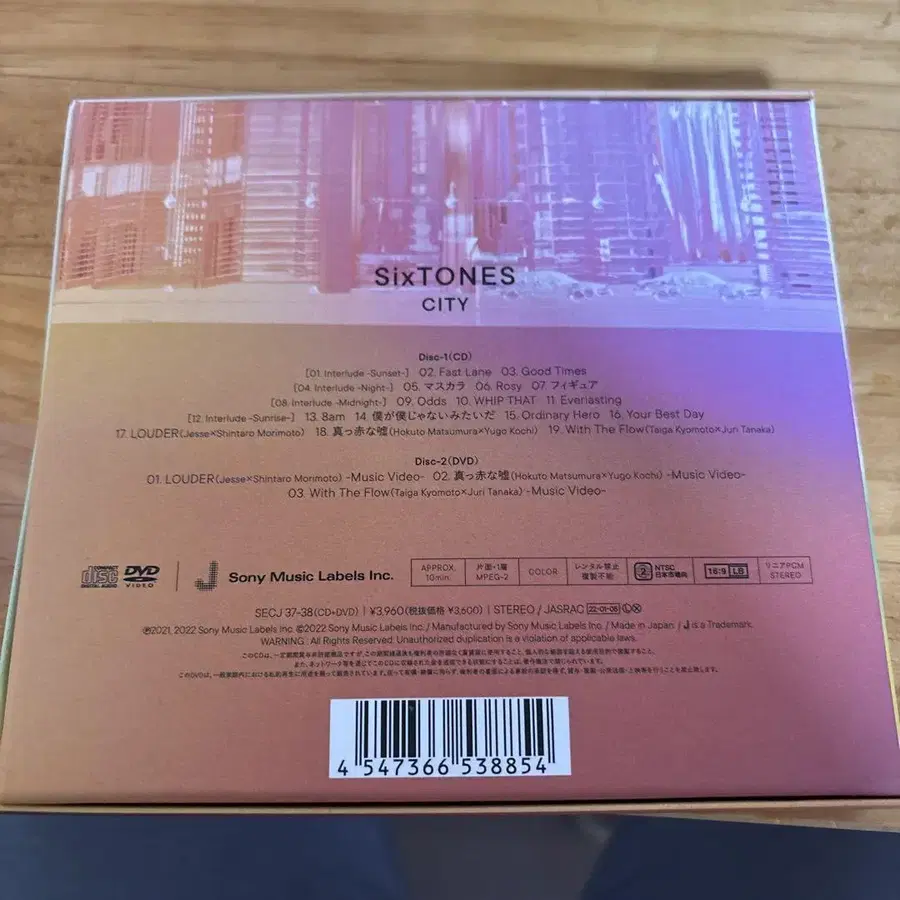 SixTONES
CITY
Disc-1(CD)
[01. Interlude -Sunset-] 02. Fast Lane 03. Good Times
[04. Interlude -Night-] 05. マスカラ 06. Rosy 07. フィギュア
[08. Interlude -Midnight-] 09. Odds 10. WHIP THAT 11. Everlasting
[12. Interlude -Sunrise-] 13. 8am 14. 僕が僕じゃないみたいだ 15. Ordinary Hero 16. Your Best Day
17. LOUDER(Jesse×Shintaro Morimoto) 18. 真っ赤な嘘(Hokuto Matsumura×Yugo Kochi) 19. With The Flow(Taiga Kyomoto×Juri Tanaka)
Disc-2(DVD)
01. LOUDER(Jesse×Shintaro Morimoto) -Music Video- 02. 真っ赤な嘘(Hokuto Matsumura×Yugo Kochi) -Music Video-
03. With The Flow(Taiga Kyomoto×Juri Tanaka) -Music Video-
COMPACT disc DIGITAL AUDIO DVD VIDEO J Sony Music Labels Inc. APPROX. 10min. 片面・1層 MPEG-2 COLOR レンタル禁止 複製不能 2 NTSC 日本市場向 16:9 LB リニアPCM STEREO
SECJ 37-38(CD+DVD) | ¥3,960(税抜価格 ¥3,600) | STEREO / JASRAC 22-01-05 L X
℗2021, 2022 Sony Music Labels Inc. ©2022 Sony Music Labels Inc. / Manufactured by Sony Music Labels Inc. / Made in Japan. / J is a Trademark.
WARNING : All Rights Reserved. Unauthorized duplication is a violation of applicable laws.
4 547366 538854